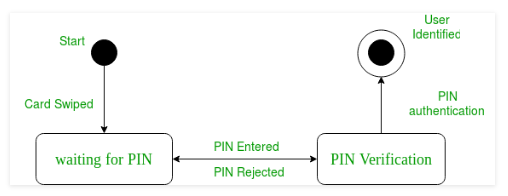 Start
User
Identified
Card Swiped
PIN
authentication
waiting for PIN
PIN Entered
PIN Rejected
PIN Verification